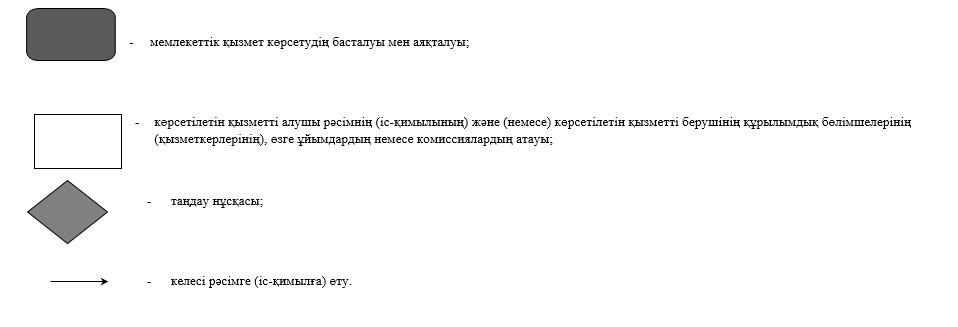 - мемлекеттік қызмет көрсетудің басталуы мен аяқталуы;
- көрсетілетін қызметті алушы рәсімнің (іс-қимылының) және (немесе) көрсетілетін қызметті берушінің құрылымдық бөлімшелерінің
(қызметкерлерінің), өзге ұйымдардың немесе комиссиялардың атауы;
- таңдау нұсқасы;
- келесі рәсімге (іс-қимылға) өту.